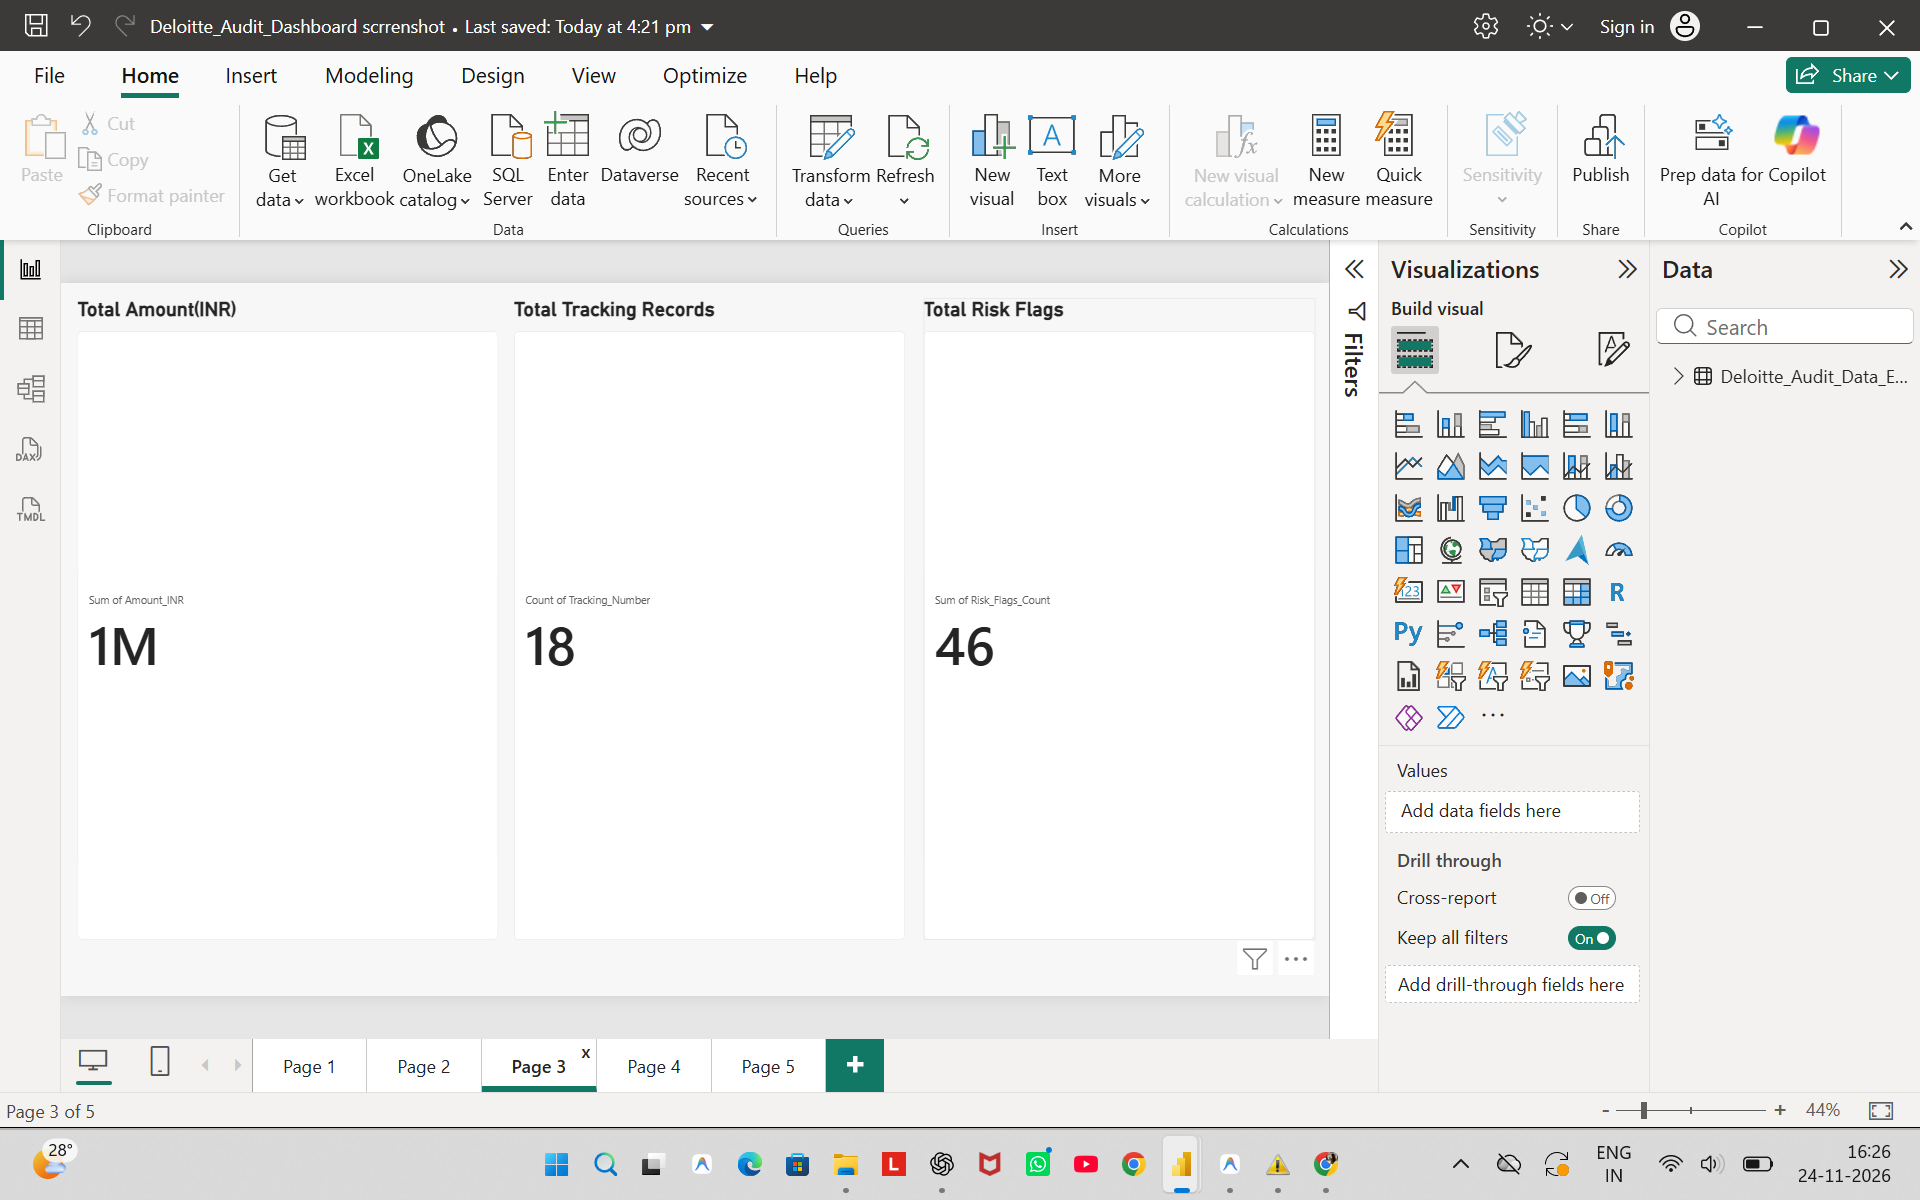 Deloitte_Audit_Dashboard scrrenshot • Last saved: Today at 4:21 pm
Sign in
File
Home
Insert
Modeling
Design
View
Optimize
Help
Share
Paste
Cut
Copy
Format painter
Clipboard
Get data
Excel workbook
OneLake catalog
SQL Server
Enter data
Dataverse
Recent sources
Data
Transform data
Refresh
Queries
New visual
Text box
More visuals
Insert
New visual calculation
New measure
Quick measure
Calculations
Sensitivity
Sensitivity
Publish
Share
Prep data for AI
Copilot
Copilot
DAX
TMDL
Total Amount(INR)
Sum of Amount_INR
1M
Total Tracking Records
Count of Tracking_Number
18
Total Risk Flags
Sum of Risk_Flags_Count
46
Filters
Visualizations
Build visual
123
R
Py
Values
Add data fields here
Drill through
Cross-report
Off
Keep all filters
On
Add drill-through fields here
Data
Search
Deloitte_Audit_Data_E...
Page 1
Page 2
Page 3
x
Page 4
Page 5
+
Page 3 of 5
- + 44%
28°
L
ENG
IN
16:26
24-11-2026